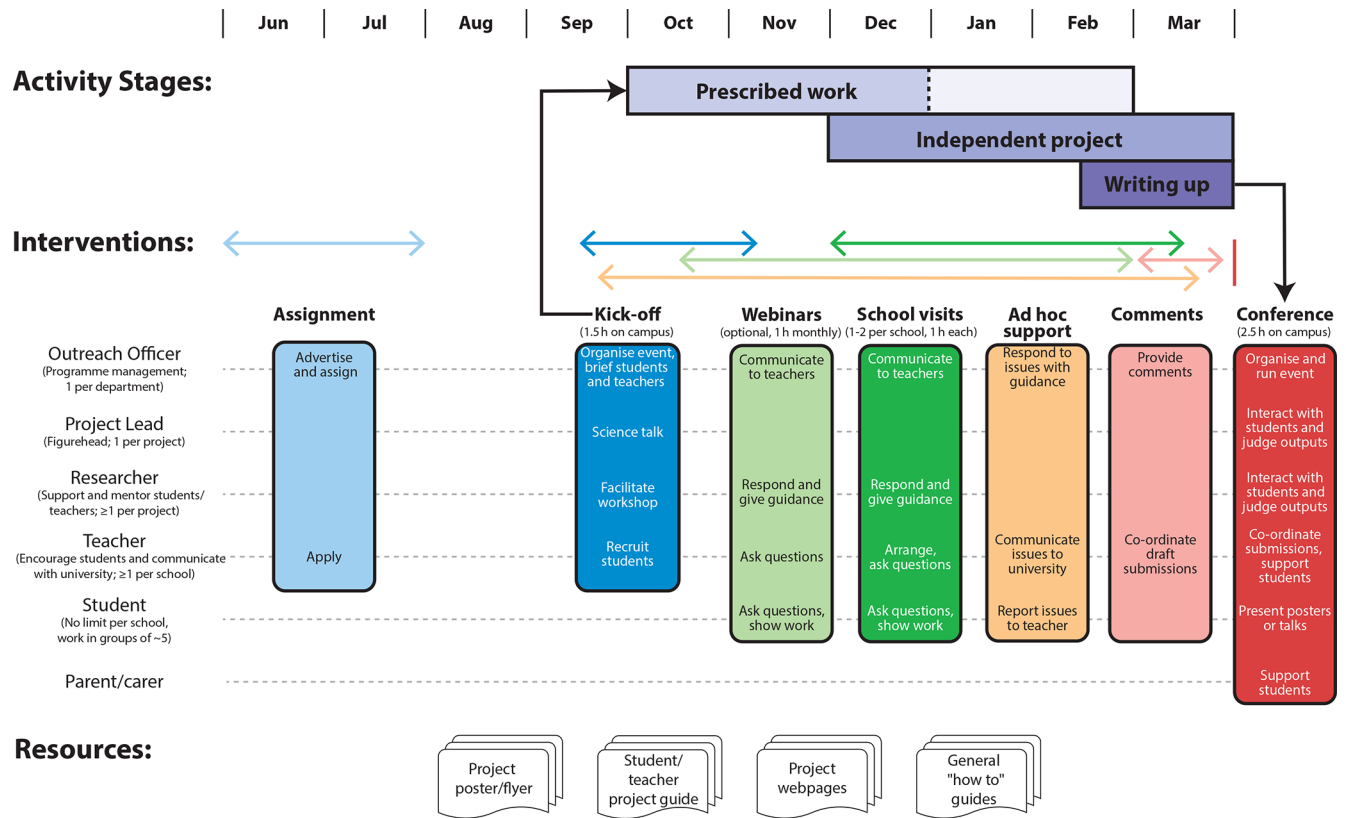 Jun Jul Aug Sep Oct Nov Dec Jan Feb Mar
Activity Stages:
Prescribed work
Independent project
Writing up
Interventions:
Assignment
Kick-off
(1.5 h on campus)
Webinars
(optional, 1 h monthly)
School visits
(1-2 per school, 1 h each)
Ad hoc
support
Comments
Conference
(2.5 h on campus)
Outreach Officer
(Programme management;
1 per department)
Advertise
and assign
Organise event,
brief students
and teachers
Communicate
to teachers
Communicate
to teachers
Respond to
issues with
guidance
Provide
comments
Organise and
run event
Project Lead
(Figurehead; 1 per project)
Science talk
Interact with
students and
judge outputs
Researcher
(Support and mentor students/
teachers; ≥1 per project)
Facilitate
workshop
Respond and
give guidance
Respond and
give guidance
Interact with
students and
judge outputs
Teacher
(Encourage students and communicate
with university; ≥1 per school)
Apply
Recruit
students
Ask questions
Arrange,
ask questions
Communicate
issues to
university
Co-ordinate
draft
submissions
Co-ordinate
submissions,
support
students
Student
(No limit per school,
work in groups of ~5)
Ask questions,
show work
Ask questions,
show work
Report issues
to teacher
Present posters
or talks
Parent/carer
Support
students
Resources:
Project
poster/flyer
Student/
teacher
project guide
Project
webpages
General
"how to"
guides